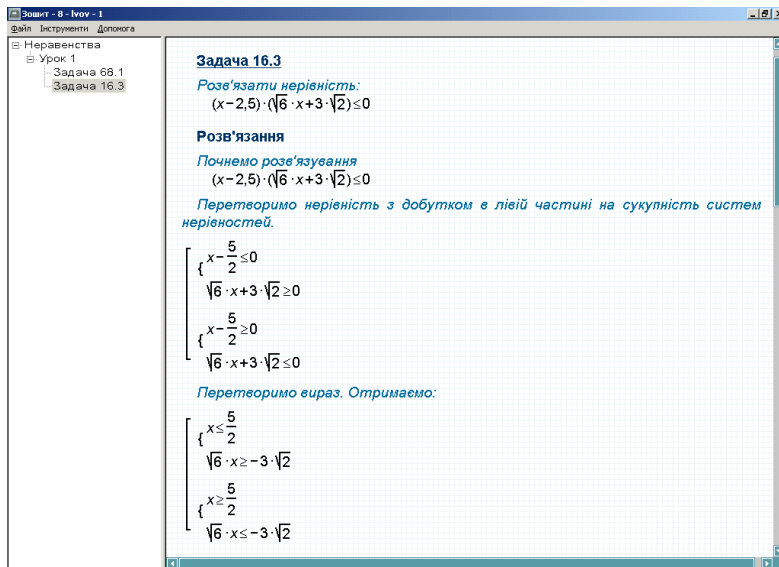 Зошит - 8 - lvov - 1
Файл Інструменти Допомога
Неравенства
Урок 1
Задача 68.1
Задача 16.3
Задача 16.3
Розв'язати нерівність:
(x−2,5)·(√6·x+3·√2)≤0
Розв'язання
Почнемо розв'язування
(x−2,5)·(√6·x+3·√2)≤0
Перетворимо нерівність з добутком в лівій частині на сукупність систем
нерівностей.
x−5/2≤0
√6·x+3·√2≥0
x−5/2≥0
√6·x+3·√2≤0
Перетворимо вираз. Отримаємо:
x≤5/2
√6·x≥−3·√2
x≥5/2
√6·x≤−3·√2